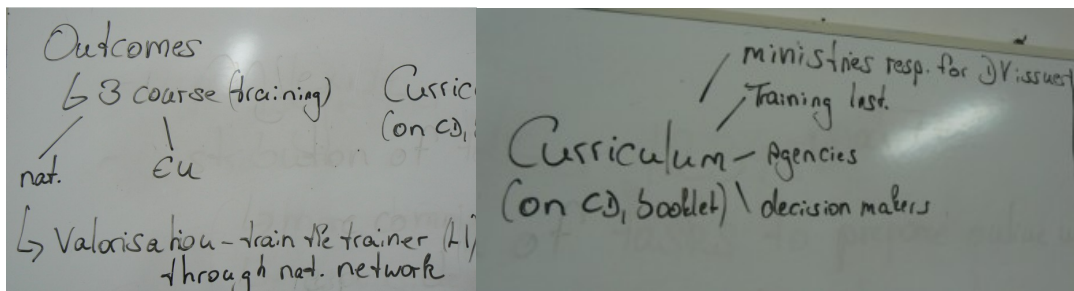 Outcomes
↳ 3 course (training)
nat. EU
↳ Valorisation - train the trainer
through nat. network
Curric
(on CD,
ministries resp. for DV issues
Training Inst.
Curriculum - Agencies
(on CD, booklet) \ decision makers